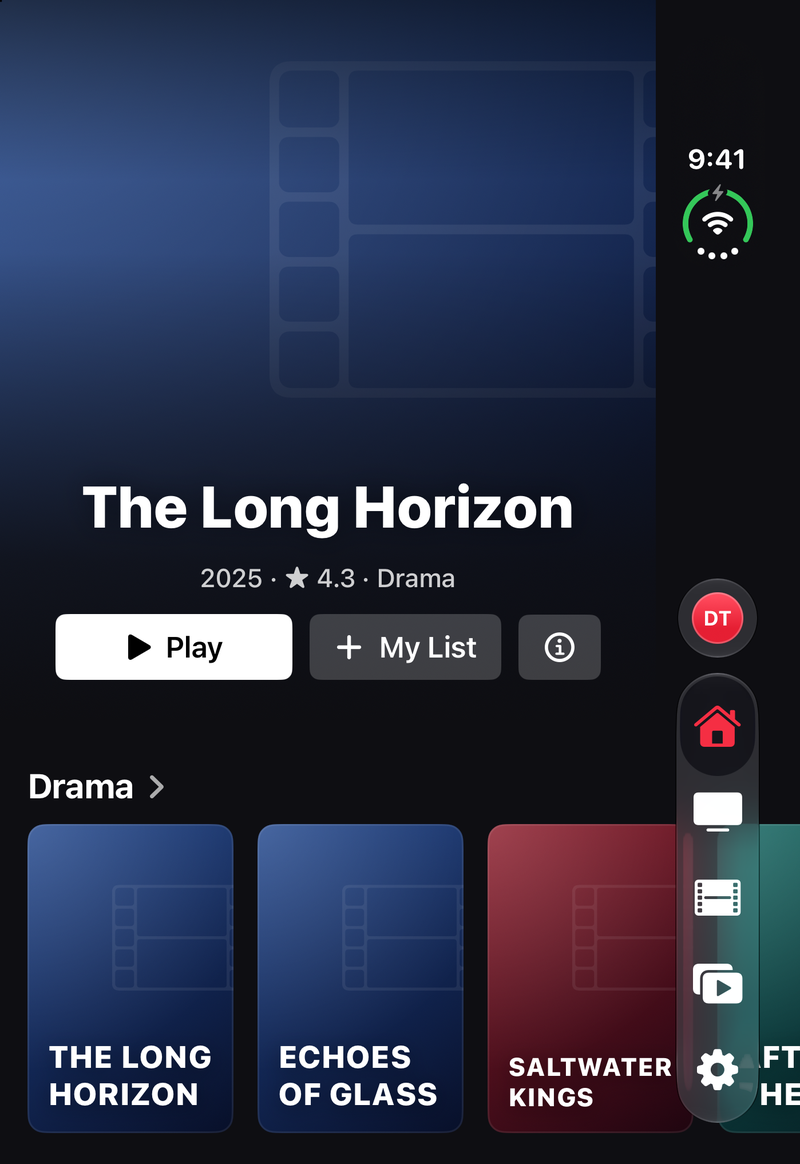 9:41
The Long Horizon
2025 · ★ 4.3 · Drama
Play
My List
DT
Drama
THE LONG
HORIZON
ECHOES
OF GLASS
SALTWATER
KINGS